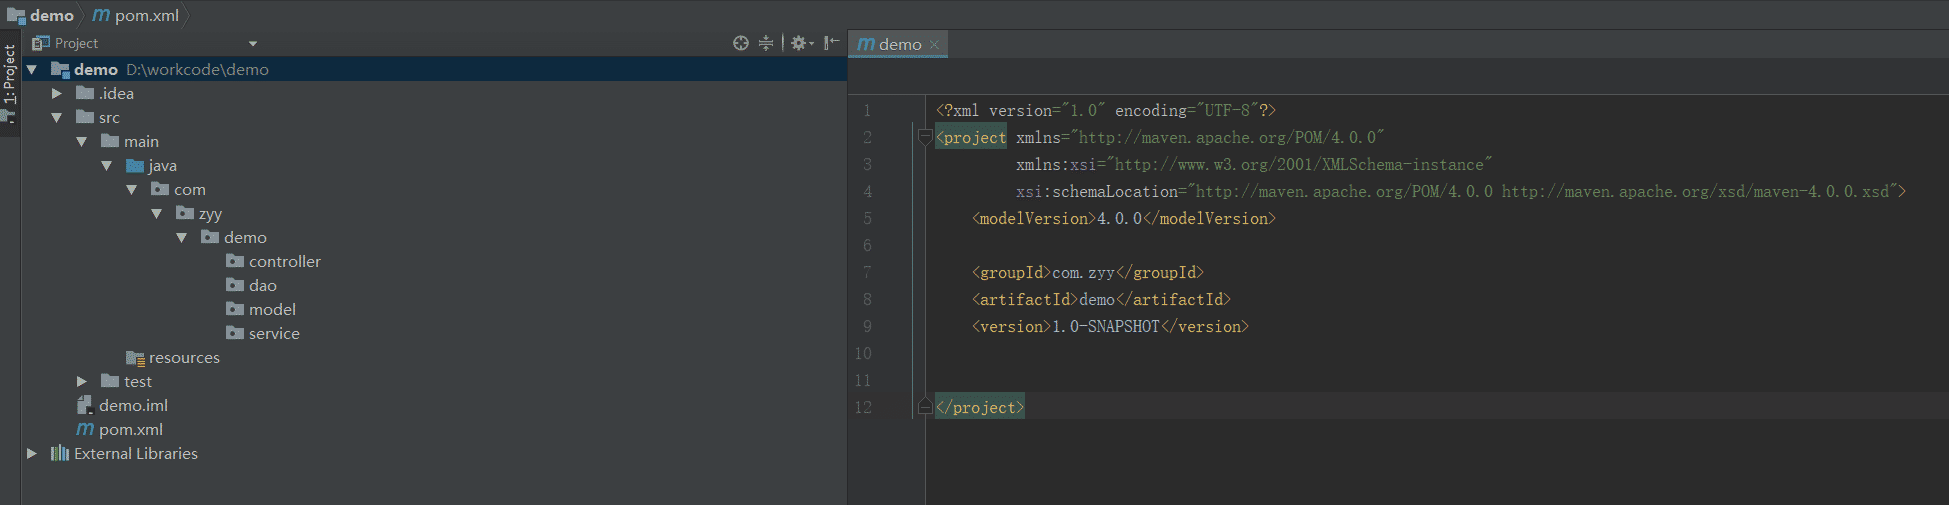 demo pom.xml
1: Project
Project
demo D:\workcode\demo
.idea
src
main
java
com
zyy
demo
controller
dao
model
service
resources
test
demo.iml
pom.xml
External Libraries
demo
1 <?xml version="1.0" encoding="UTF-8"?>
2 <project xmlns="http://maven.apache.org/POM/4.0.0"
3 xmlns:xsi="http://www.w3.org/2001/XMLSchema-instance"
4 xsi:schemaLocation="http://maven.apache.org/POM/4.0.0 http://maven.apache.org/xsd/maven-4.0.0.xsd">
5 <modelVersion>4.0.0</modelVersion>
6
7 <groupId>com.zyy</groupId>
8 <artifactId>demo</artifactId>
9 <version>1.0-SNAPSHOT</version>
10
11
12 </project>